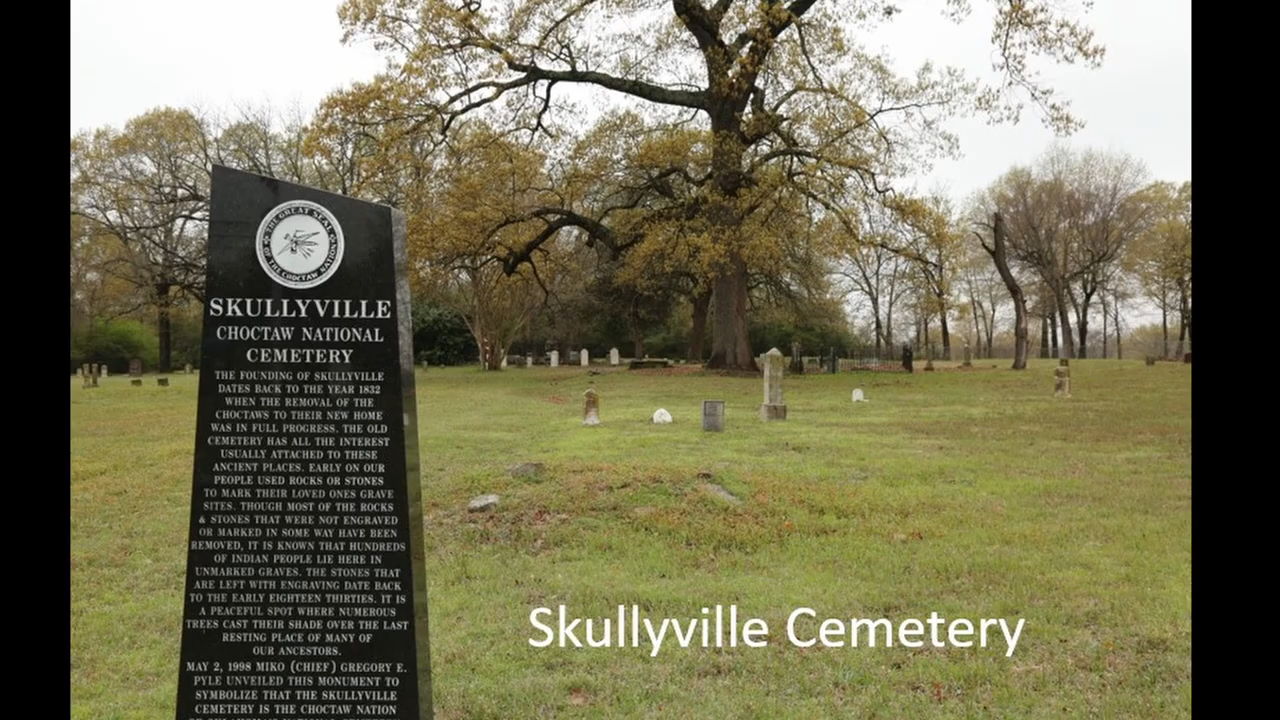 THE GREAT SEAL
OF THE CHOCTAW NATION
SKULLYVILLE
CHOCTAW NATIONAL
CEMETERY
THE FOUNDING OF SKULLYVILLE
DATES BACK TO THE YEAR 1832
WHEN THE REMOVAL OF THE
CHOCTAWS TO THEIR NEW HOME
WAS IN FULL PROGRESS. THE OLD
CEMETERY HAS ALL THE INTEREST
USUALLY ATTACHED TO THESE
ANCIENT PLACES. EARLY ON OUR
PEOPLE USED ROCKS OR STONES
TO MARK THEIR LOVED ONES GRAVE
SITES. THOUGH MOST OF THE ROCKS
& STONES THAT WERE NOT ENGRAVED
OR MARKED IN SOME WAY HAVE BEEN
REMOVED, IT IS KNOWN THAT HUNDREDS
OF INDIAN PEOPLE LIE HERE IN
UNMARKED GRAVES. THE STONES THAT
ARE LEFT WITH ENGRAVING DATE BACK
TO THE EARLY EIGHTEEN THIRTIES. IT IS
A PEACEFUL SPOT WHERE NUMEROUS
TREES CAST THEIR SHADE OVER THE LAST
RESTING PLACE OF MANY OF
OUR ANCESTORS.
MAY 2, 1998 MIKO (CHIEF) GREGORY E.
PYLE UNVEILED THIS MONUMENT TO
SYMBOLIZE THAT THE SKULLYVILLE
CEMETERY IS THE CHOCTAW NATION
Skullyville Cemetery